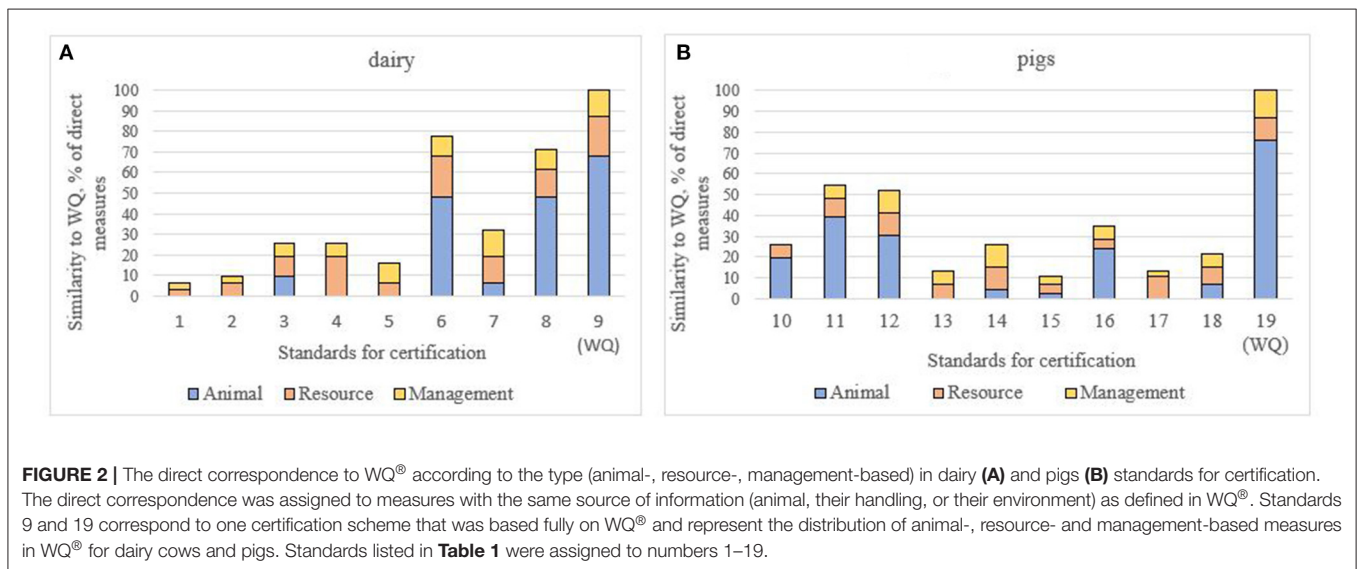 A
dairy
Similarity to WQ, % of direct
measures
100
90
80
70
60
50
40
30
20
10
0
1 2 3 4 5 6 7 8 9
(WQ)
Standards for certification
Animal Resource Management
B
pigs
Similarity to WQ, % of direct
measures
100
90
80
70
60
50
40
30
20
10
0
10 11 12 13 14 15 16 17 18 19
(WQ)
Standards for certification
Animal Resource Management
FIGURE 2 | The direct correspondence to WQ® according to the type (animal-, resource-, management-based) in dairy (A) and pigs (B) standards for certification.
The direct correspondence was assigned to measures with the same source of information (animal, their handling, or their environment) as defined in WQ®. Standards
9 and 19 correspond to one certification scheme that was based fully on WQ® and represent the distribution of animal-, resource- and management-based measures
in WQ® for dairy cows and pigs. Standards listed in Table 1 were assigned to numbers 1–19.